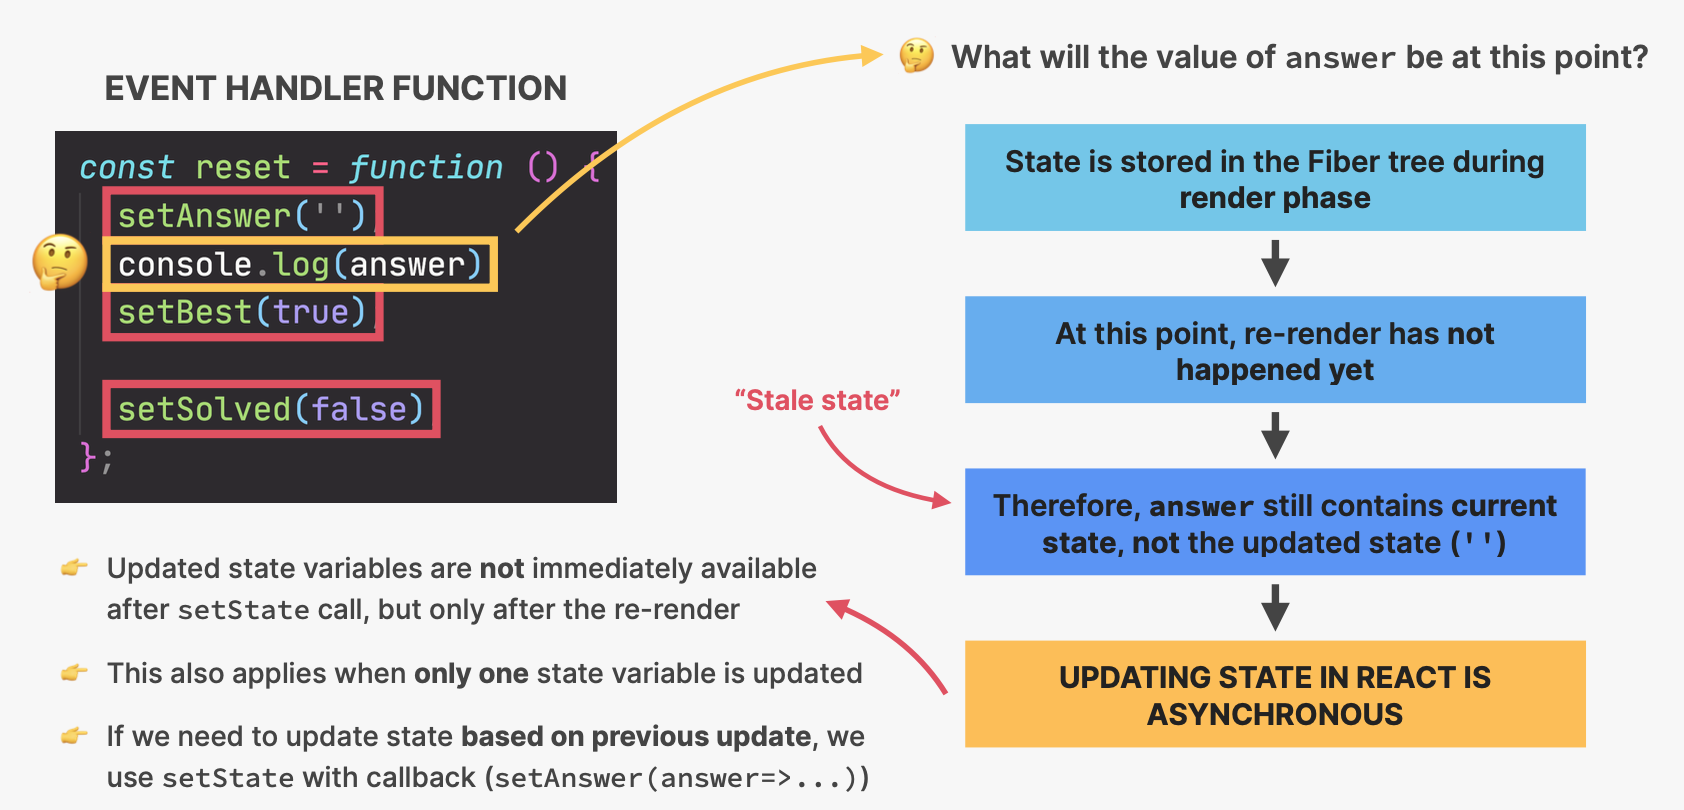 EVENT HANDLER FUNCTION
const reset = function () {
setAnswer('')
console.log(answer)
setBest(true)
setSolved(false)
};
What will the value of answer be at this point?
State is stored in the Fiber tree during
render phase
At this point, re-render has not
happened yet
“Stale state”
Therefore, answer still contains current
state, not the updated state ('')
UPDATING STATE IN REACT IS
ASYNCHRONOUS
Updated state variables are not immediately available
after setState call, but only after the re-render
This also applies when only one state variable is updated
If we need to update state based on previous update, we
use setState with callback (setAnswer(answer=>...))